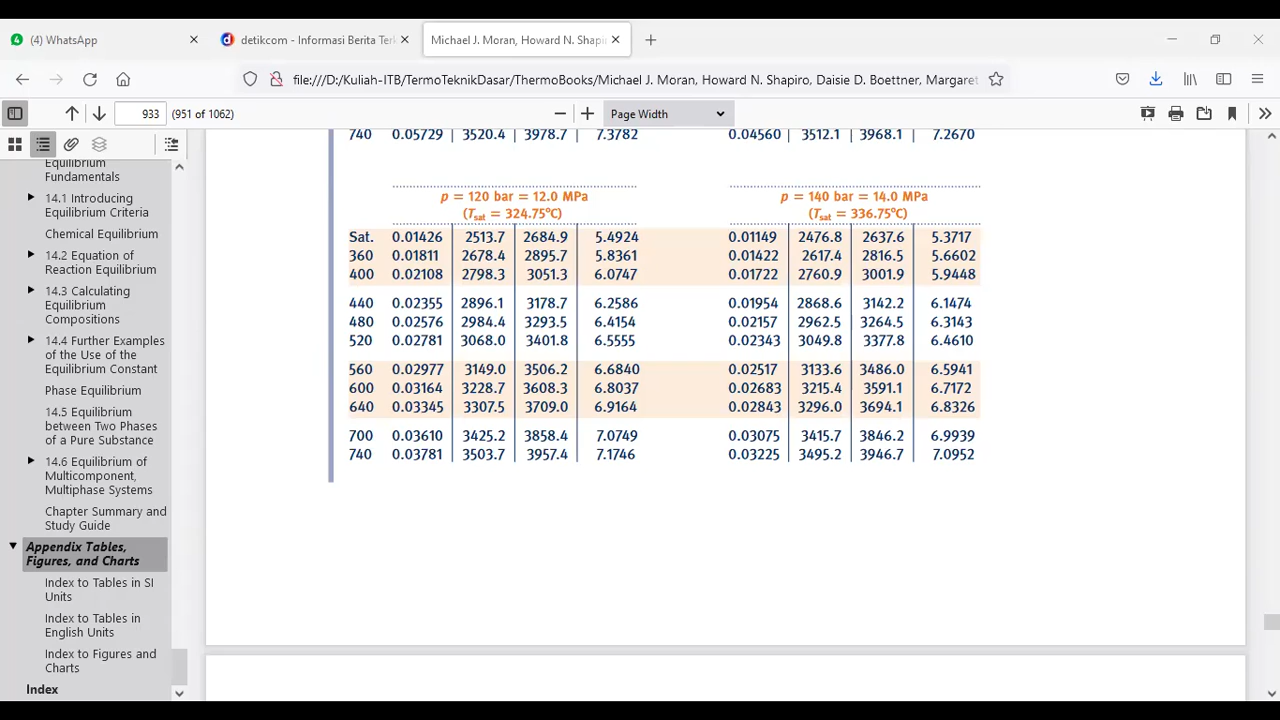 (4) WhatsApp
detikcom - Informasi Berita Ter
Michael J. Moran, Howard N. Shapi
file:///D:/Kuliah-ITB/TermoTeknikDasar/ThermoBooks/Michael J. Moran, Howard N. Shapiro, Daisie D. Boettner, Margaret
933 (951 of 1062)
Page Width
Equilibrium
Fundamentals
14.1 Introducing
Equilibrium Criteria
Chemical Equilibrium
14.2 Equation of
Reaction Equilibrium
14.3 Calculating
Equilibrium
Compositions
14.4 Further Examples
of the Use of the
Equilibrium Constant
Phase Equilibrium
14.5 Equilibrium
between Two Phases
of a Pure Substance
14.6 Equilibrium of
Multicomponent,
Multiphase Systems
Chapter Summary and
Study Guide
Appendix Tables,
Figures, and Charts
Index to Tables in SI
Units
Index to Tables in
English Units
Index to Figures and
Charts
Index
740 0.05729 3520.4 3978.7 7.3782 0.04560 3512.1 3968.1 7.2670
p = 120 bar = 12.0 MPa
(Tsat = 324.75°C)
p = 140 bar = 14.0 MPa
(Tsat = 336.75°C)
Sat. 0.01426 2513.7 2684.9 5.4924 0.01149 2476.8 2637.6 5.3717
360 0.01811 2678.4 2895.7 5.8361 0.01422 2617.4 2816.5 5.6602
400 0.02108 2798.3 3051.3 6.0747 0.01722 2760.9 3001.9 5.9448
440 0.02355 2896.1 3178.7 6.2586 0.01954 2868.6 3142.2 6.1474
480 0.02576 2984.4 3293.5 6.4154 0.02157 2962.5 3264.5 6.3143
520 0.02781 3068.0 3401.8 6.5555 0.02343 3049.8 3377.8 6.4610
560 0.02977 3149.0 3506.2 6.6840 0.02517 3133.6 3486.0 6.5941
600 0.03164 3228.7 3608.3 6.8037 0.02683 3215.4 3591.1 6.7172
640 0.03345 3307.5 3709.0 6.9164 0.02843 3296.0 3694.1 6.8326
700 0.03610 3425.2 3858.4 7.0749 0.03075 3415.7 3846.2 6.9939
740 0.03781 3503.7 3957.4 7.1746 0.03225 3495.2 3946.7 7.0952